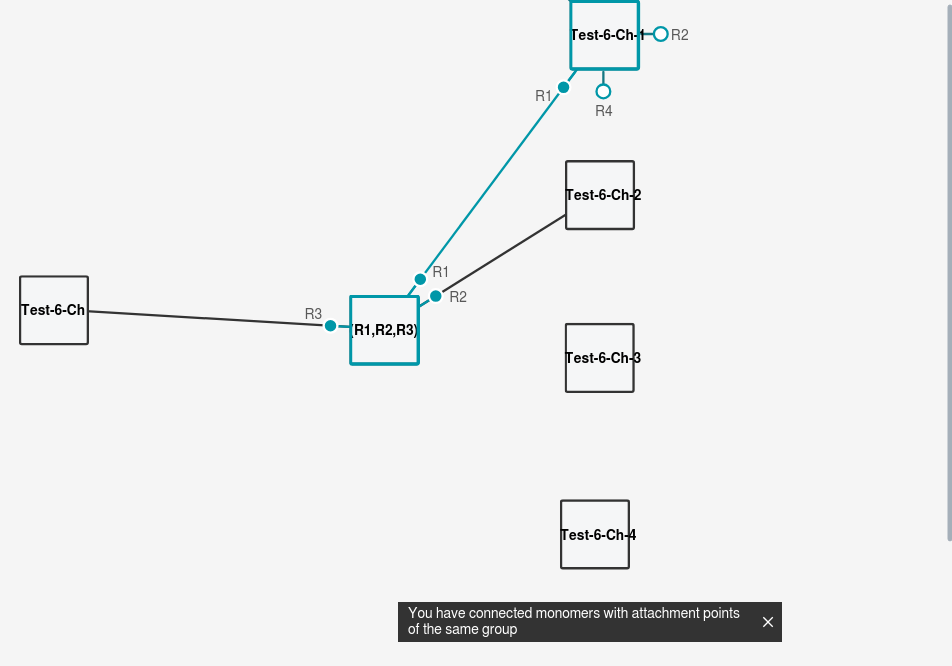 Test-6-Ch-1
R2
R1
R4
Test-6-Ch-2
R1
R2
Test-6-Ch
R3
(R1,R2,R3)
Test-6-Ch-3
Test-6-Ch-4
You have connected monomers with attachment points
of the same group